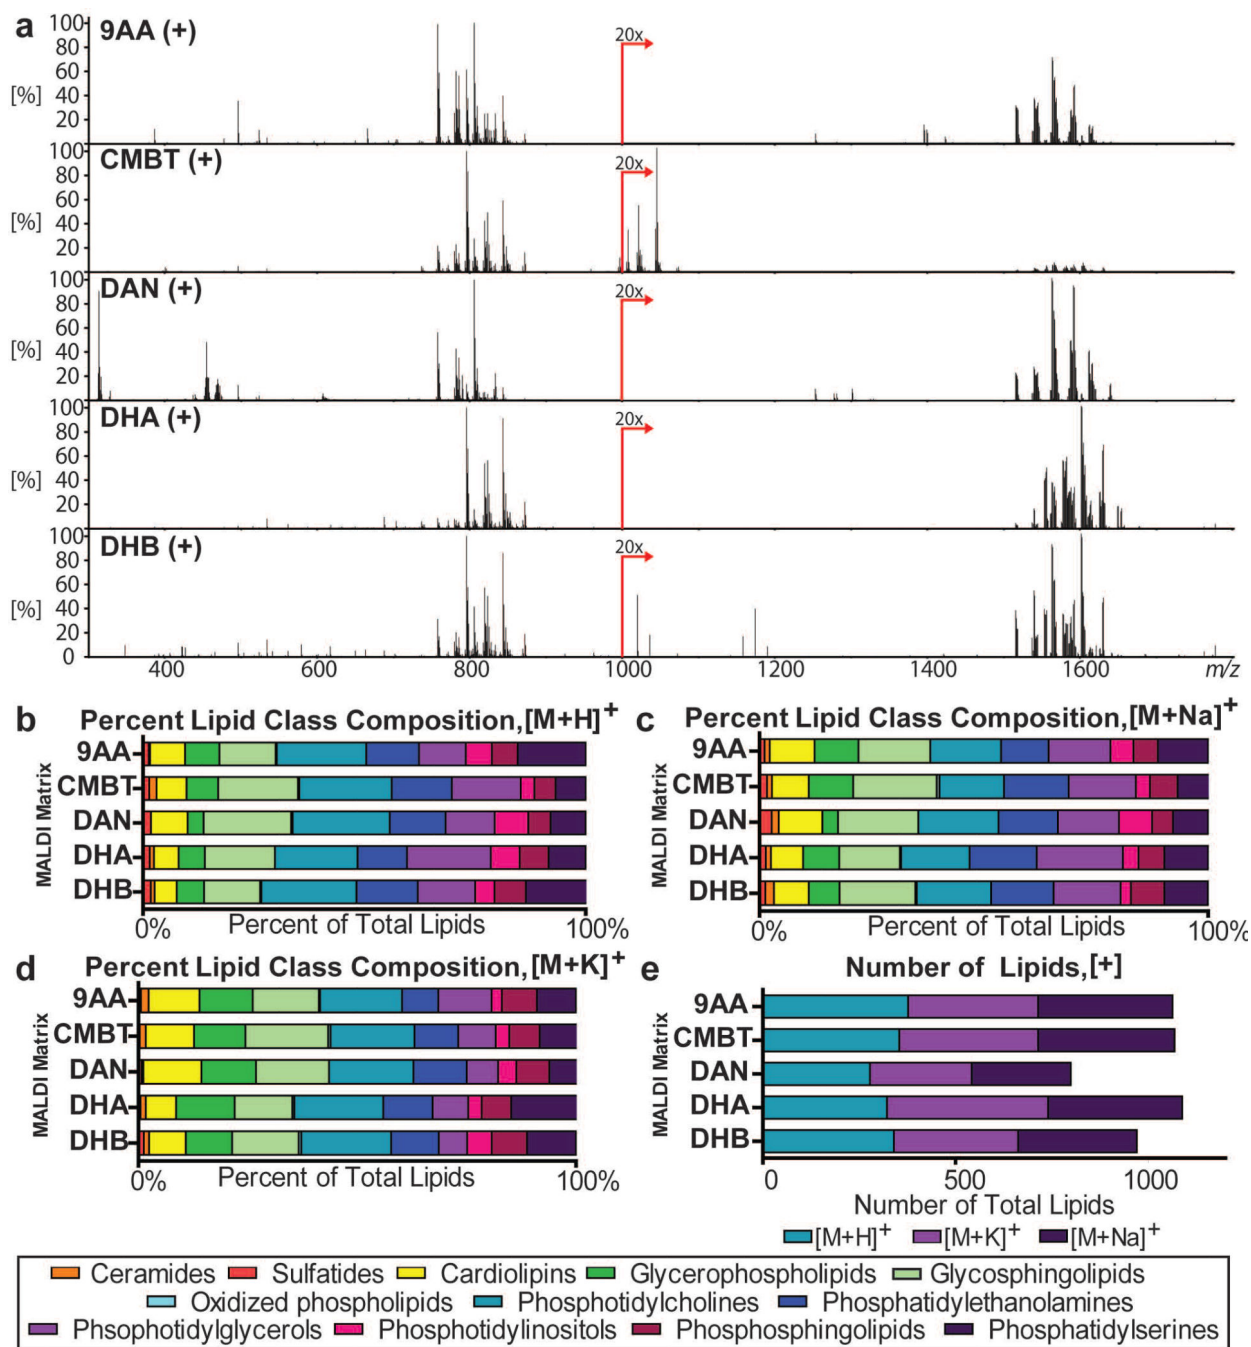 a
9AA (+)
100
80
60
[%] 40
20
20x
CMBT (+)
100
80
60
[%] 40
20
20x
DAN (+)
100
80
60
[%] 40
20
20x
DHA (+)
100
80
60
[%] 40
20
20x
DHB (+)
100
80
60
[%] 40
20
0
20x
400 600 800 1000 1200 1400 1600 m/z
b Percent Lipid Class Composition,[M+H]+
MALDI Matrix
9AA
CMBT
DAN
DHA
DHB
0% Percent of Total Lipids 100%
c Percent Lipid Class Composition,[M+Na]+
MALDI Matrix
9AA
CMBT
DAN
DHA
DHB
0% Percent of Total Lipids 100%
d Percent Lipid Class Composition,[M+K]+
MALDI Matrix
9AA
CMBT
DAN
DHA
DHB
0% Percent of Total Lipids 100%
e Number of Lipids,[+]
MALDI Matrix
9AA
CMBT
DAN
DHA
DHB
0 500 1000
Number of Total Lipids
[M+H]+ [M+K]+ [M+Na]+
Ceramides Sulfatides Cardiolipins Glycerophospholipids Glycosphingolipids
Oxidized phospholipids Phosphotidylcholines Phosphatidylethanolamines
Phsophotidylglycerols Phosphotidylinositols Phosphosphingolipids Phosphatidylserines